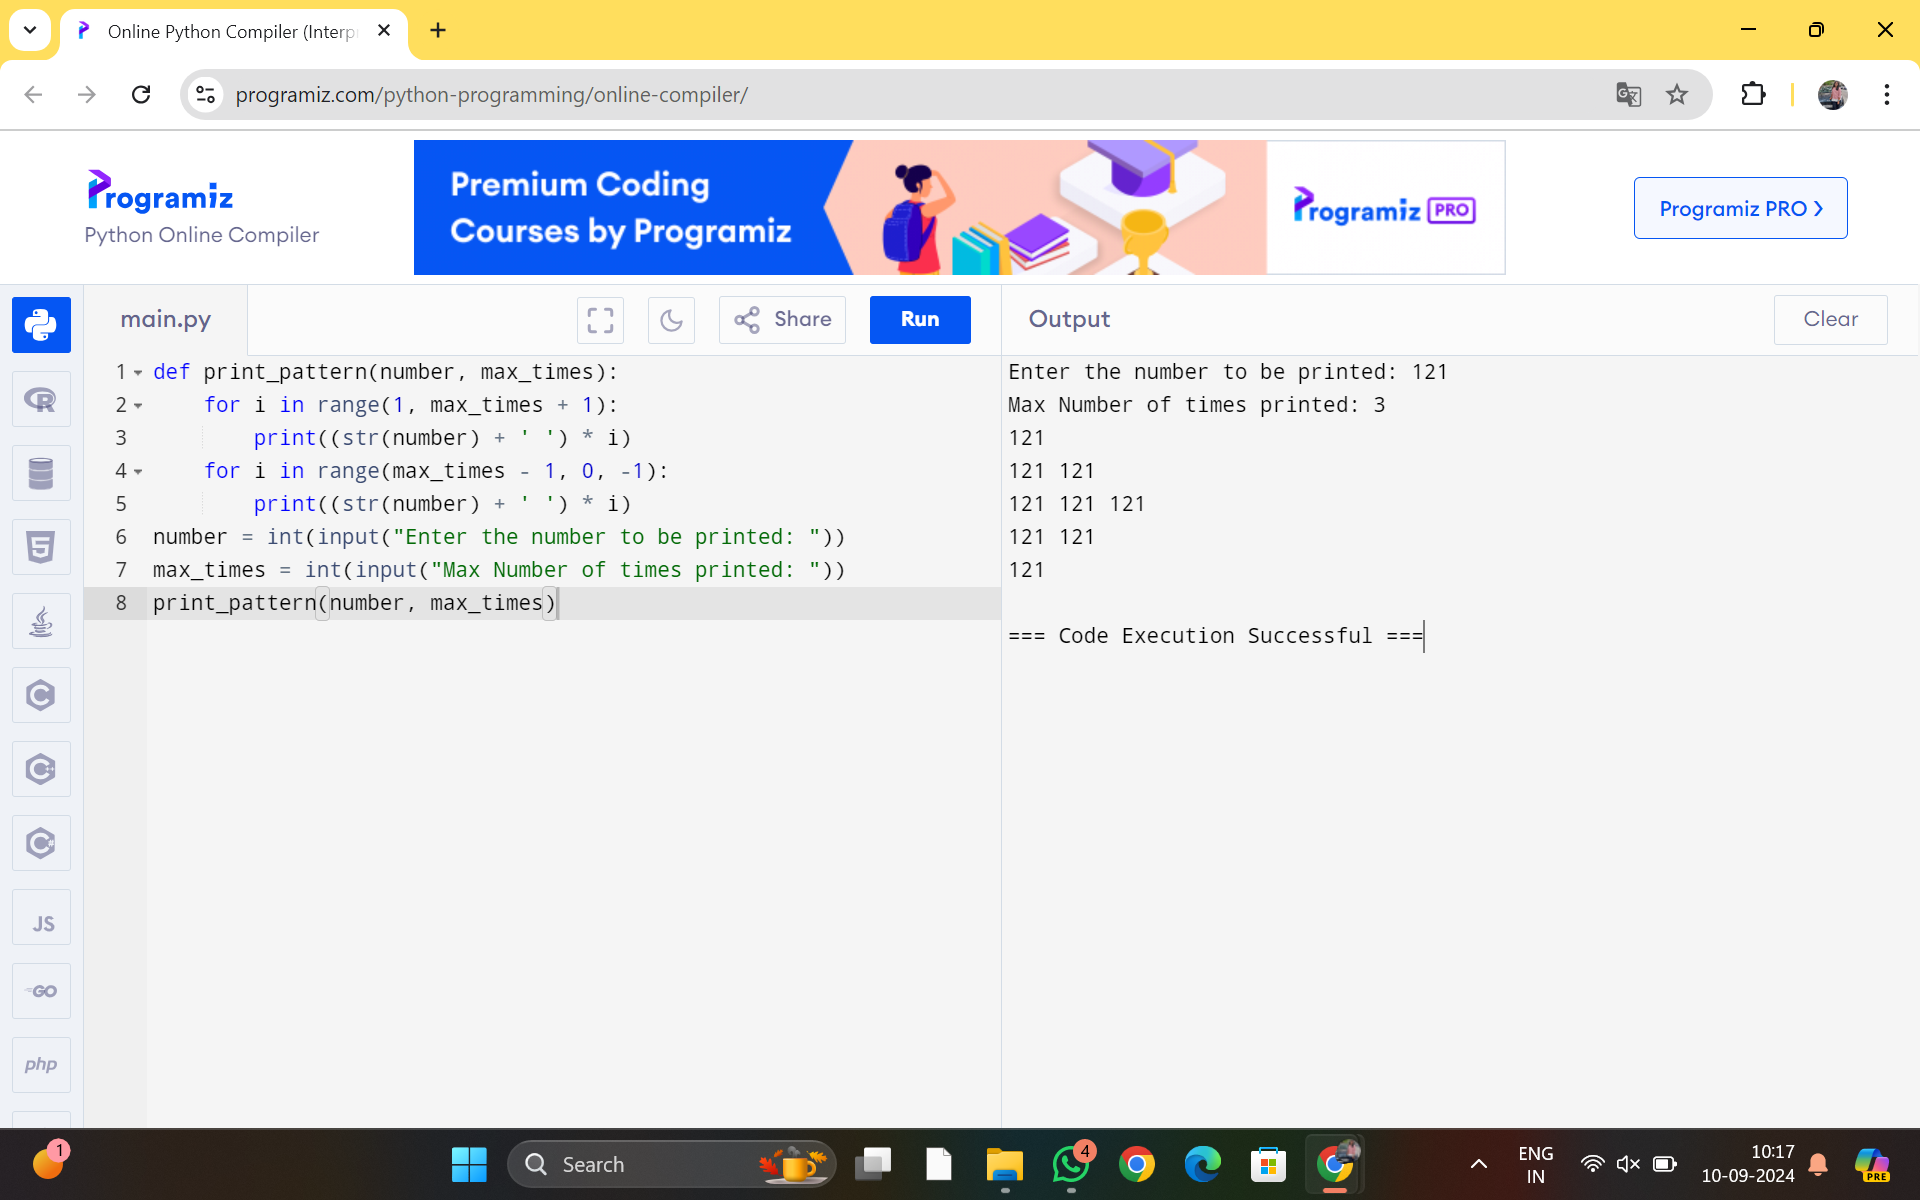 Online Python Compiler (Interp
programiz.com/python-programming/online-compiler/
Programiz
Python Online Compiler
Premium Coding
Courses by Programiz
Programiz PRO
Programiz PRO
main.py
Share
Run
Output
Clear
1 def print_pattern(number, max_times):
2     for i in range(1, max_times + 1):
3         print((str(number) + ' ') * i)
4     for i in range(max_times - 1, 0, -1):
5         print((str(number) + ' ') * i)
6 number = int(input("Enter the number to be printed: "))
7 max_times = int(input("Max Number of times printed: "))
8 print_pattern(number, max_times)
Enter the number to be printed: 121
Max Number of times printed: 3
121
121 121
121 121 121
121 121
121
=== Code Execution Successful ===
R
5
C
C
C#
JS
GO
php
1
Search
4
ENG
IN
10:17
10-09-2024
PRE